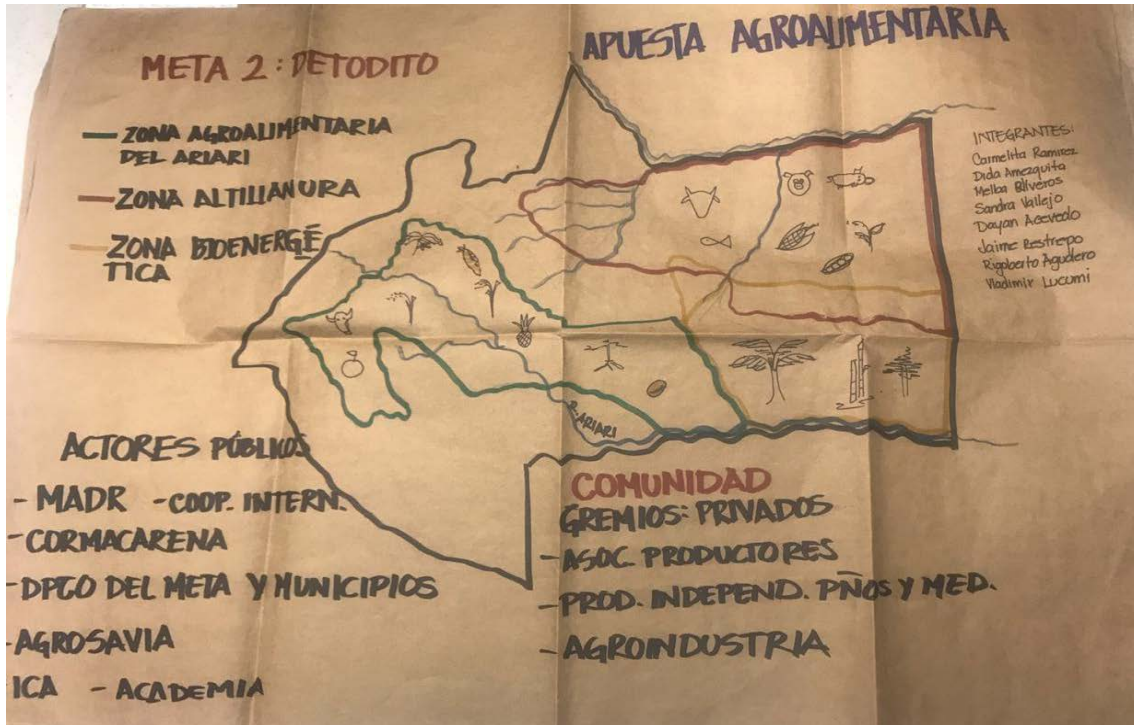 APUESTA AGROALIMENTARIA
META 2: DETODITO
ZONA AGROALIMENTARIA
DEL ARIARI
ZONA ALTILLANURA
ZONA BIOENERGÉ
TICA
INTEGRANTES:
Carmelita Ramirez
Dida Amezquita
Melba Biliveros
Sandra Vallejo
Dayan Acevedo
Jaime Restrepo
Rigoberto Agudero
Vladimir Lucumi
R. ARIARI
ACTORES PÚBLICOS
- MADR - COOP. INTERN.
- CORMACARENA
- DPTO DEL META Y MUNICIPIOS
- AGROSAVIA
ICA - ACADEMIA
COMUNIDAD
GREMIOS: PRIVADOS
- ASOC. PRODUCTORES
- PROD. INDEPEND. PÑOS Y MED.
- AGROINDUSTRIA